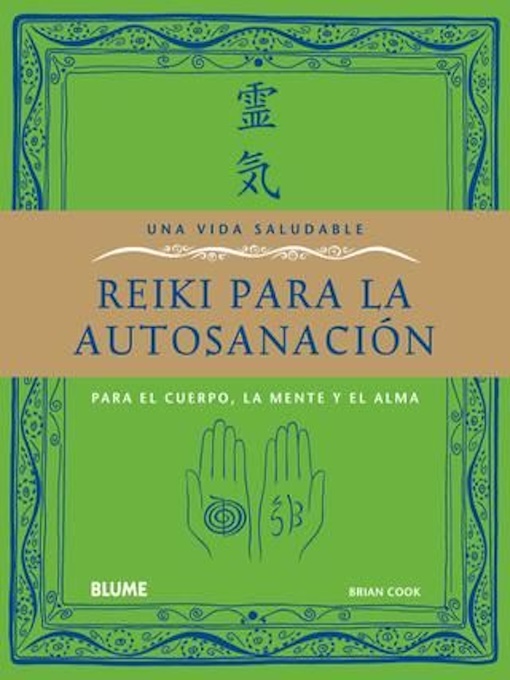 霊
気
UNA VIDA SALUDABLE
REIKI PARA LA
AUTOSANACIÓN
PARA EL CUERPO, LA MENTE Y EL ALMA
BLUME
BRIAN COOK